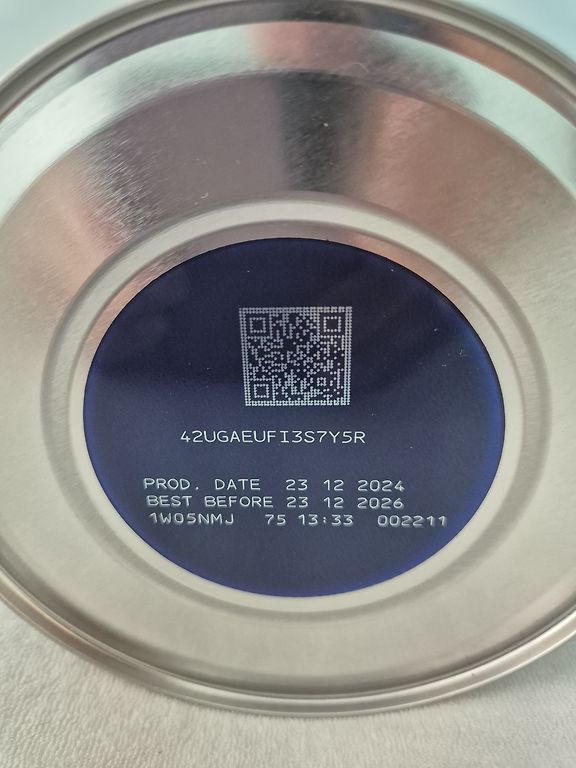 42UGAEUFI3S7Y5R
PROD. DATE 23 12 2024
BEST BEFORE 23 12 2026
1W05NMJ 75 13:33 002211